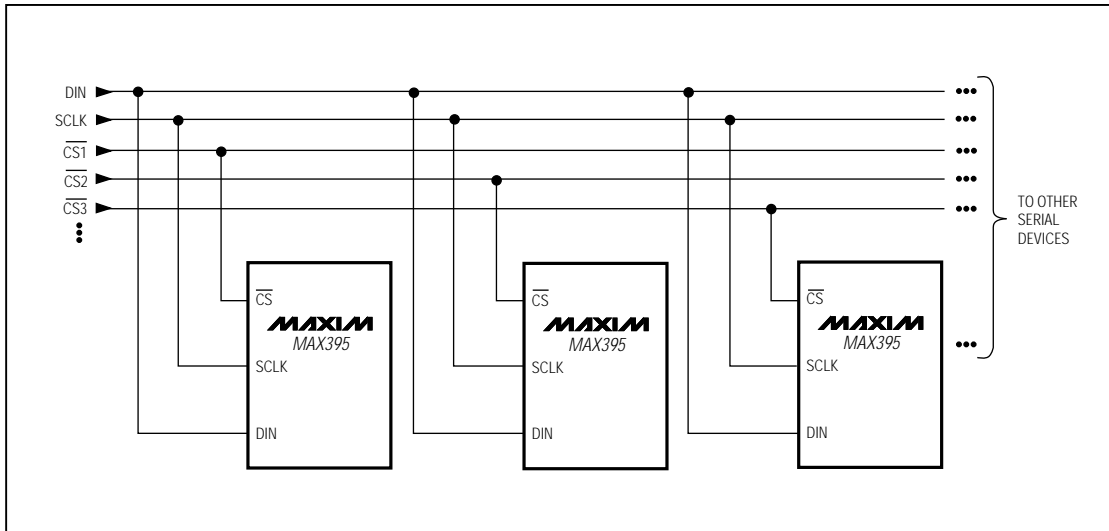 DIN
SCLK
CS1
CS2
CS3
TO OTHER
SERIAL
DEVICES
CS
MAXIM
MAX395
SCLK
DIN
CS
MAXIM
MAX395
SCLK
DIN
CS
MAXIM
MAX395
SCLK
DIN